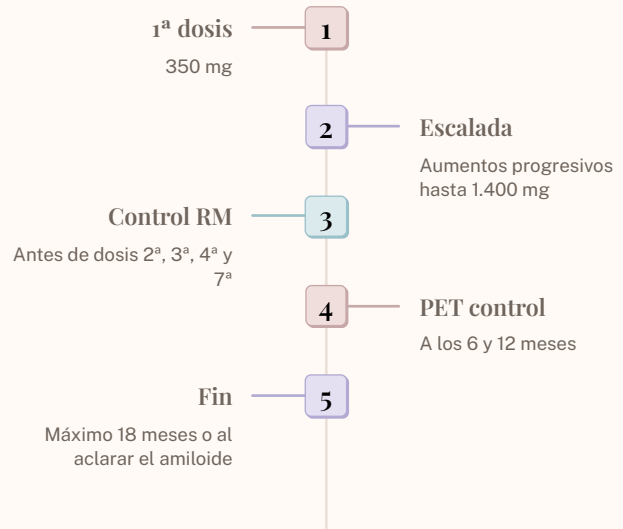 1ª dosis
1
350 mg
2
Escalada
Aumentos progresivos
hasta 1.400 mg
Control RM
3
Antes de dosis 2ª, 3ª, 4ª y
7ª
4
PET control
A los 6 y 12 meses
Fin
5
Máximo 18 meses o al
aclarar el amiloide